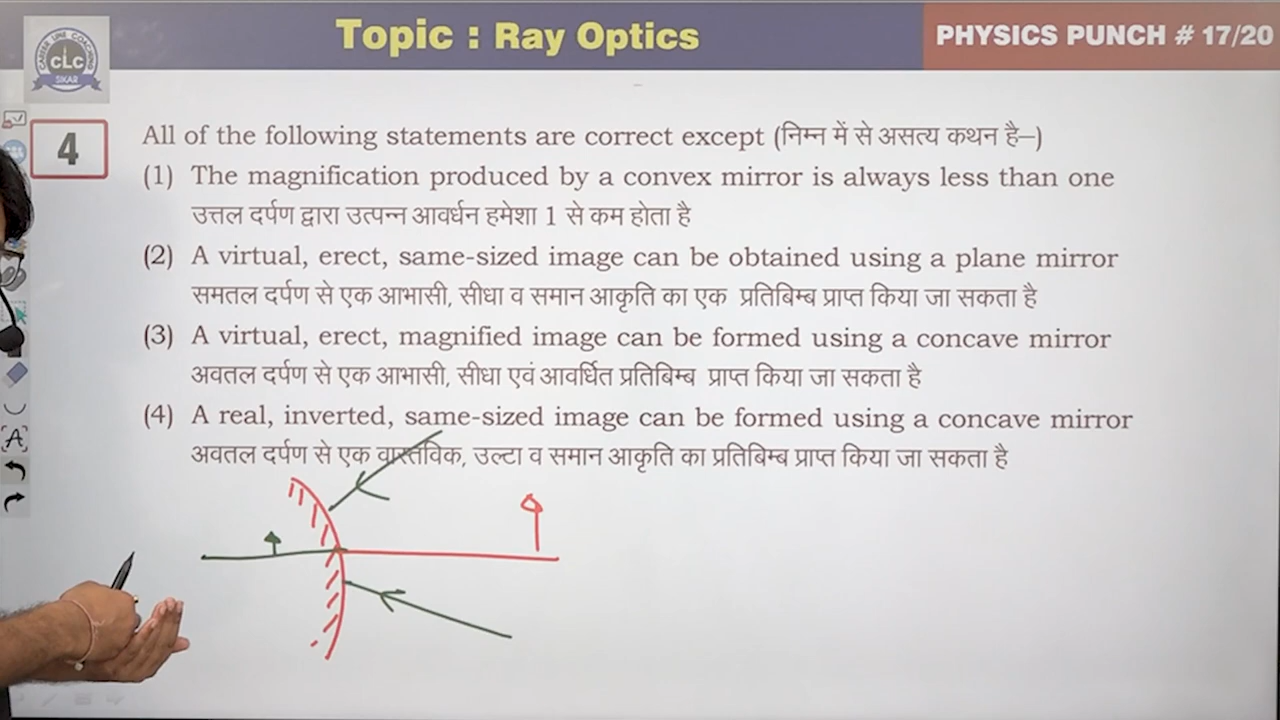 Topic : Ray Optics
PHYSICS PUNCH # 17/20
CAREER LINE COACHING
CLC
SIKAR
4
All of the following statements are correct except (निम्न में से असत्य कथन है–)
(1) The magnification produced by a convex mirror is always less than one
उत्तल दर्पण द्वारा उत्पन्न आवर्धन हमेशा 1 से कम होता है
(2) A virtual, erect, same-sized image can be obtained using a plane mirror
समतल दर्पण से एक आभासी, सीधा व समान आकृति का एक प्रतिबिम्ब प्राप्त किया जा सकता है
(3) A virtual, erect, magnified image can be formed using a concave mirror
अवतल दर्पण से एक आभासी, सीधा एवं आवर्धित प्रतिबिम्ब प्राप्त किया जा सकता है
(4) A real, inverted, same-sized image can be formed using a concave mirror
अवतल दर्पण से एक वास्तविक, उल्टा व समान आकृति का प्रतिबिम्ब प्राप्त किया जा सकता है